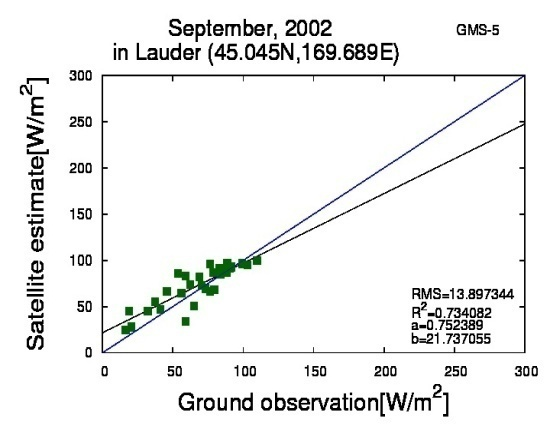 September, 2002
GMS-5
in Lauder (45.045N,169.689E)
Satellite estimate[W/m2]
300
250
200
150
100
50
0
RMS=13.897344
R2=0.734082
a=0.752389
b=21.737055
0 50 100 150 200 250 300
Ground observation[W/m2]